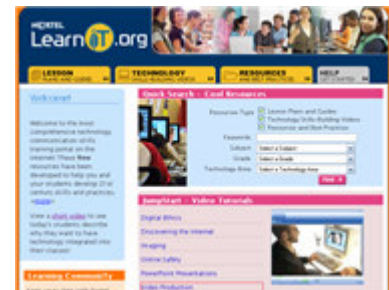 NORTEL
LearniT.org
LESSON
PLANS AND GUIDES
TECHNOLOGY
SKILLS-BUILDING VIDEOS
RESOURCES
AND BEST PRACTICES
HELP
GET STARTED
Welcome!
Quick Search - Cool Resources
Resource Type:
Lesson Plans and Guides
Technology Skills-Building Videos
Resources and Best Practices
Welcome to the most
comprehensive technology
communication skills
training portal on the
internet! These free
resources have been
developed to help you and
your students develop 21st
century skills and practices.
<more>
Keywords:
Subject: Select a Subject
Grade: Select a Grade
Technology Area: Select a Technology Area
Find
JumpStart - Video Tutorials
View a short video to see
today's students describe
why they want to have
technology integrated into
their classes!
Digital Ethics
Discovering the Internet
Imaging
Online Safety
PowerPoint Presentations
Video Production
Learning Community